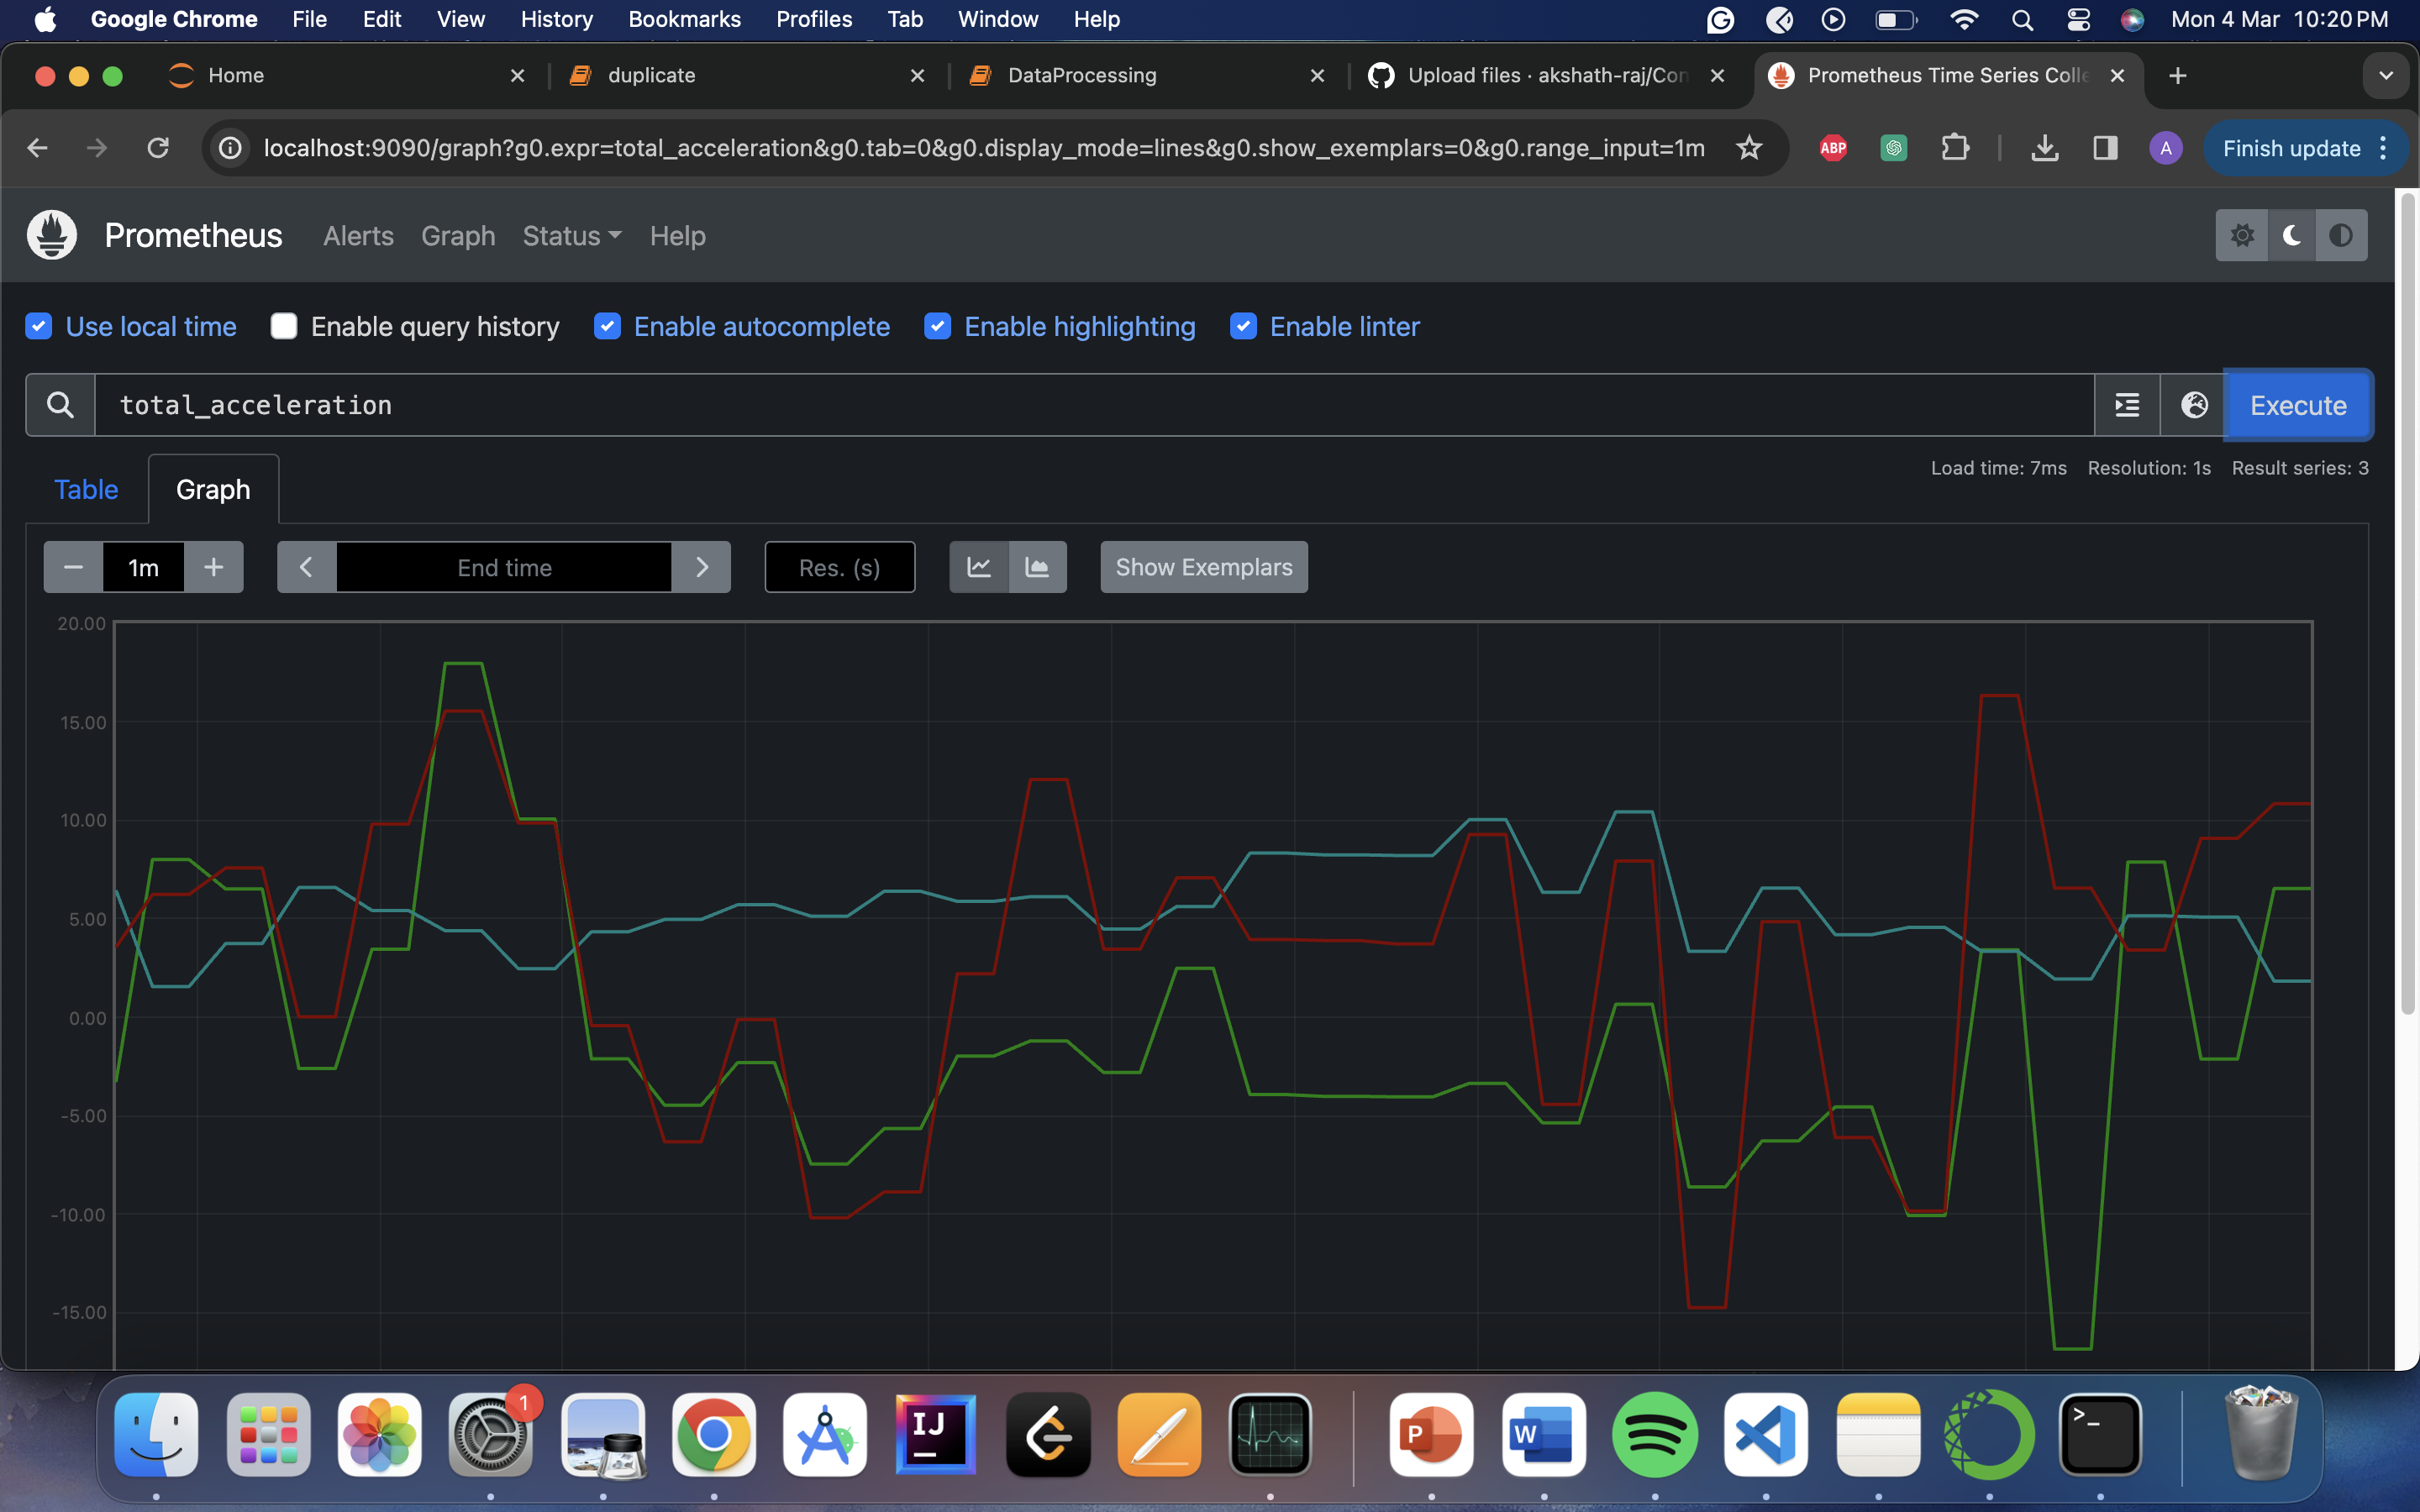 Google Chrome File Edit View History Bookmarks Profiles Tab Window Help Mon 4 Mar 10:20 PM
Home duplicate DataProcessing Upload files · akshath-raj/Con Prometheus Time Series Colle
localhost:9090/graph?g0.expr=total_acceleration&g0.tab=0&g0.display_mode=lines&g0.show_exemplars=0&g0.range_input=1m ABP A Finish update
Prometheus Alerts Graph Status Help
Use local time Enable query history Enable autocomplete Enable highlighting Enable linter
total_acceleration Execute
Load time: 7ms Resolution: 1s Result series: 3
Table Graph
1m End time Res. (s) Show Exemplars
20.00
15.00
10.00
5.00
0.00
-5.00
-10.00
-15.00
1
IJ P W >_